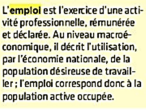 L'emploi est l'exercice d'une acti-
vité professionnelle, rémunérée
et déclarée. Au niveau macroé-
conomique, il décrit l'utilisation,
par l'économie nationale, de la
population désireuse de travail-
ler ; l'emploi correspond donc à la
population active occupée.